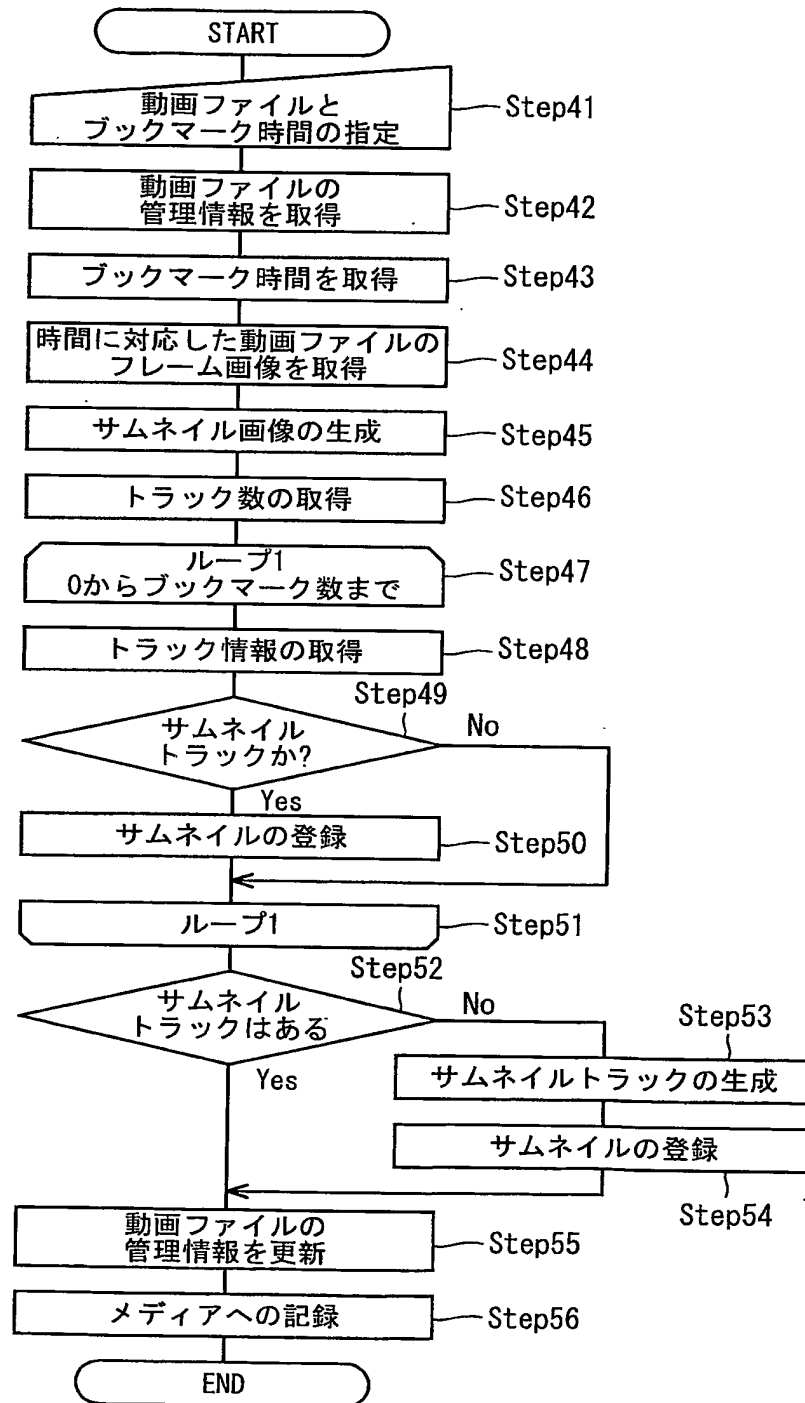 START
動画ファイルと
ブックマーク時間の指定
Step41
動画ファイルの
管理情報を取得
Step42
ブックマーク時間を取得
Step43
時間に対応した動画ファイルの
フレーム画像を取得
Step44
サムネイル画像の生成
Step45
トラック数の取得
Step46
ループ1
0からブックマーク数まで
Step47
トラック情報の取得
Step48
Step49
サムネイル
トラックか?
No
Yes
サムネイルの登録
Step50
ループ1
Step51
Step52
サムネイル
トラックはある
No
Yes
Step53
サムネイルトラックの生成
サムネイルの登録
Step54
動画ファイルの
管理情報を更新
Step55
メディアへの記録
Step56
END